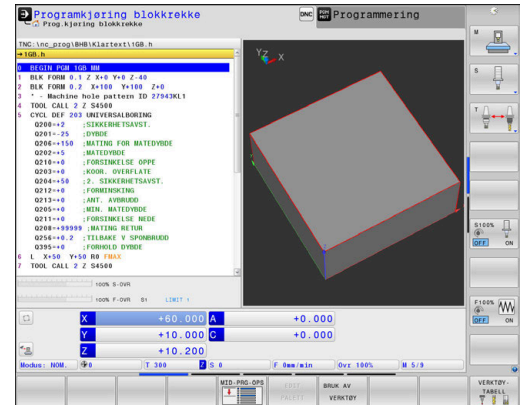 Programkjøring blokkrekke
Prog.kjøring blokkrekke
DNC
Programmering
TNC:\nc_prog\BHB\Klartext\1GB.h
→1GB.h
0 BEGIN PGM 1GB MM
1 BLK FORM 0.1 Z X+0 Y+0 Z-40
2 BLK FORM 0.2 X+100 Y+100 Z+0
3 * - Machine hole pattern ID 27943KL1
4 TOOL CALL 2 Z S4500
5 CYCL DEF 203 UNIVERSALBORING
Q200=+2 ;SIKKERHETSAVST.
Q201=-25 ;DYBDE
Q206=+150 ;MATING FOR MATEDYBDE
Q202=+5 ;MATEDYBDE
Q210=+0 ;FORSINKELSE OPPE
Q203=+0 ;KOOR. OVERFLATE
Q204=+50 ;2. SIKKERHETSAVST.
Q212=+0 ;FORMINSKING
Q213=+0 ;ANT. AVBRUDD
Q205=+0 ;MIN. MATEDYBDE
Q211=+0 ;FORSINKELSE NEDE
Q208=+99999 ;MATING RETUR
Q256=+0.2 ;TILBAKE V SPONBRUDD
Q395=+0 ;FORHOLD DYBDE
6 L X+50 Y+50 R0 FMAX
7 TOOL CALL 2 Z S4500
Y Z X
100% S-OVR
100% F-OVR S1 LIMIT 1
X +60.000 A +0.000
Y +10.000 C +0.000
Z +10.200
Modus: NOM. 0 T 300 Z S 0 F 0mm/min Ovr 100% M 5/9
MID-PRG-OPS
BRUK AV
VERKTØY
VERKTØY-
TABELL
M
S
T
S100%
OFF ON
F100%
OFF ON